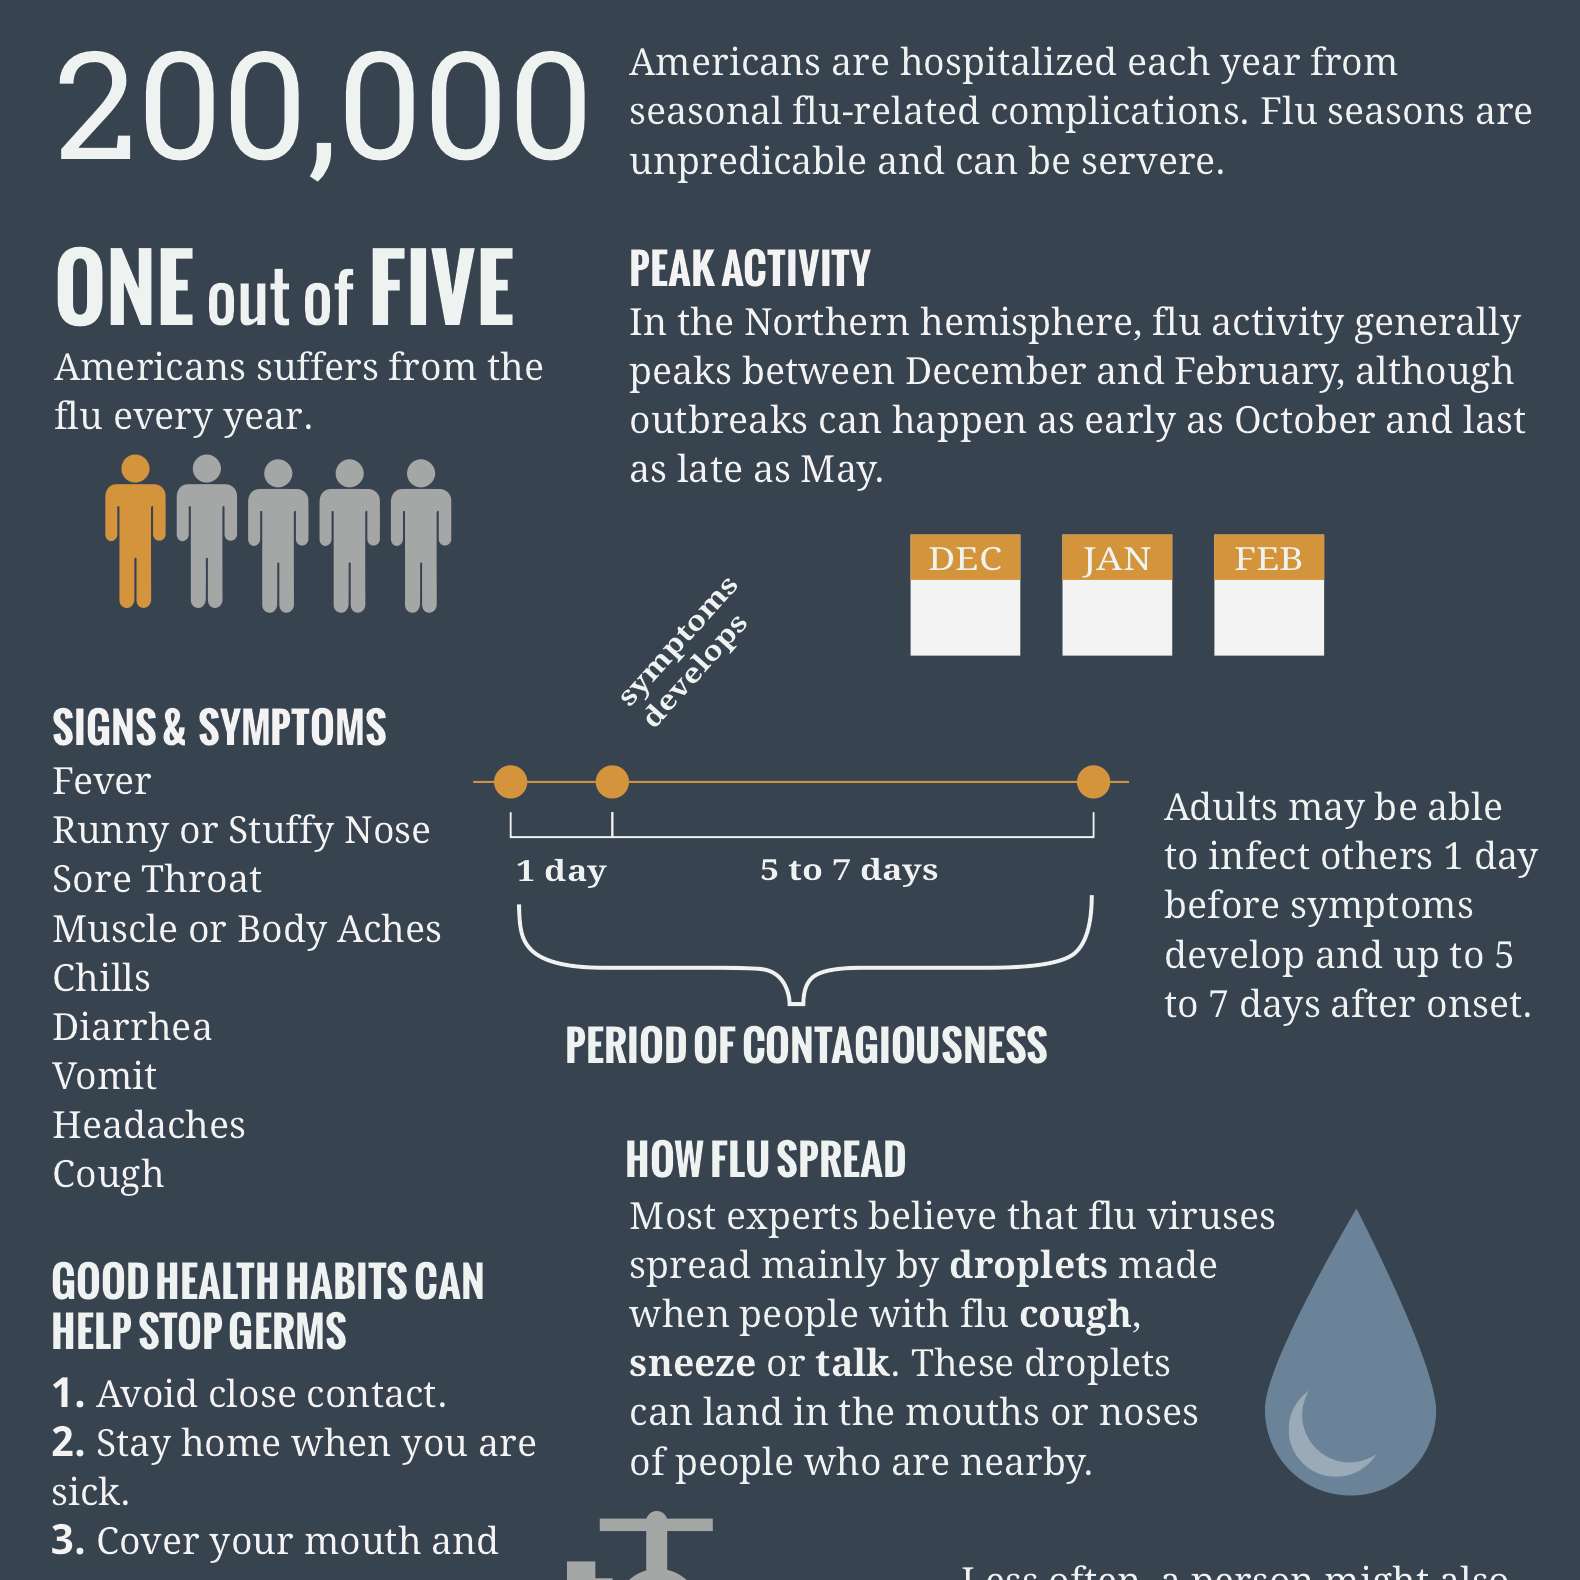 200,000
Americans are hospitalized each year from
seasonal flu-related complications. Flu seasons are
unpredicable and can be servere.
ONE out of FIVE
Americans suffers from the
flu every year.
PEAK ACTIVITY
In the Northern hemisphere, flu activity generally
peaks between December and February, although
outbreaks can happen as early as October and last
as late as May.
DEC
JAN
FEB
SIGNS & SYMPTOMS
Fever
Runny or Stuffy Nose
Sore Throat
Muscle or Body Aches
Chills
Diarrhea
Vomit
Headaches
Cough
symptoms
develops
1 day
5 to 7 days
PERIOD OF CONTAGIOUSNESS
Adults may be able
to infect others 1 day
before symptoms
develop and up to 5
to 7 days after onset.
HOW FLU SPREAD
Most experts believe that flu viruses
spread mainly by droplets made
when people with flu cough,
sneeze or talk. These droplets
can land in the mouths or noses
of people who are nearby.
GOOD HEALTH HABITS CAN
HELP STOP GERMS
1. Avoid close contact.
2. Stay home when you are
sick.
3. Cover your mouth and
Less often, a person might also